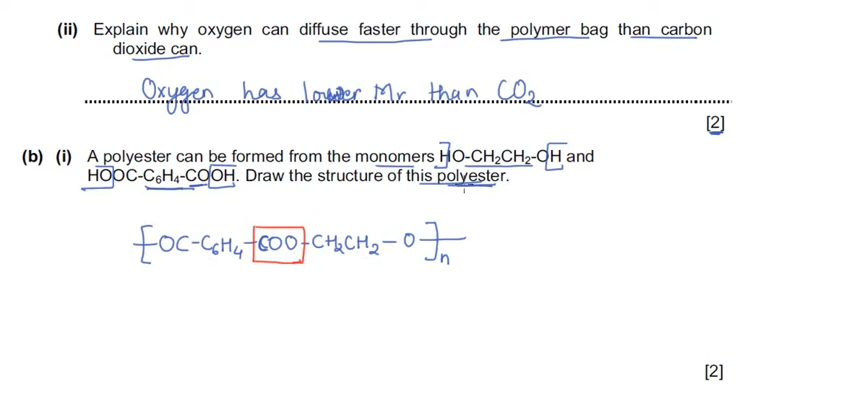 (ii) Explain why oxygen can diffuse faster through the polymer bag than carbon
dioxide can.
Oxygen has lower Mr than CO2
[2]
(b) (i) A polyester can be formed from the monomers HO-CH₂CH₂-OH and
HOOC-C₆H₄-COOH. Draw the structure of this polyester.
[-OC-C₆H₄-COO-CH₂CH₂-O-]n
[2]